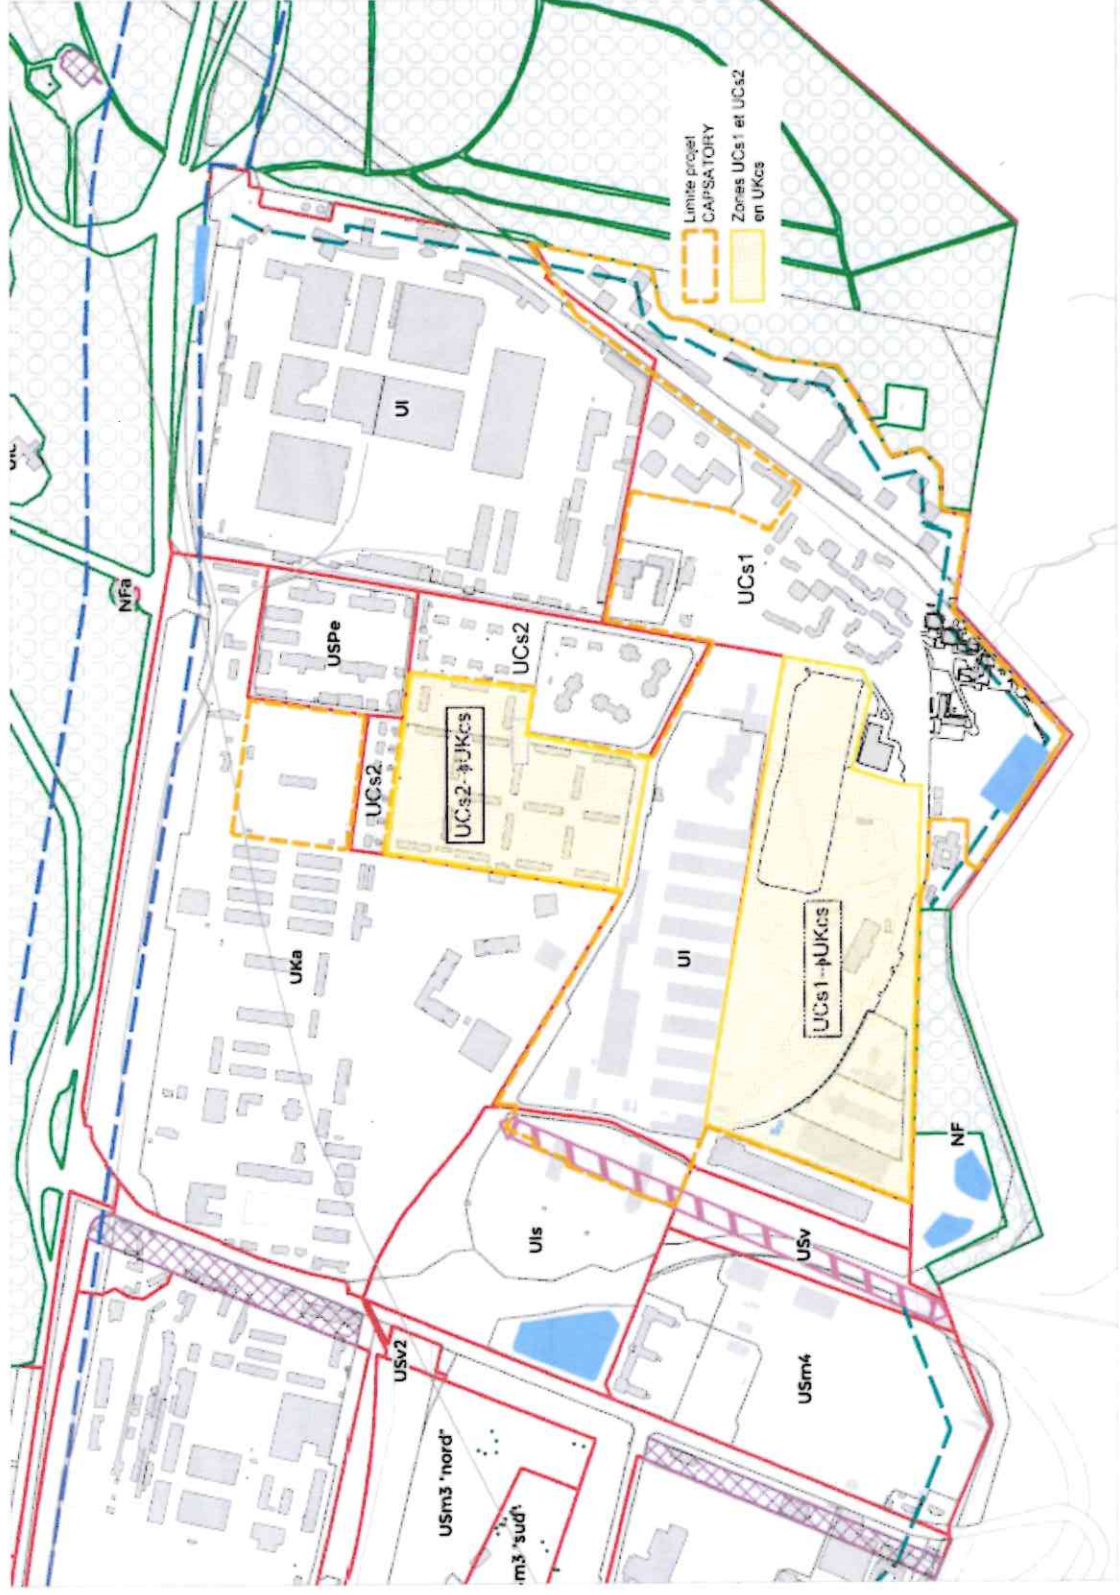 Limite projet
CAPSATORY
Zones UCs1 et UCs2
en UKcs
NFa
UI
USPe
UCs2
UCs1
UCs2
UCs2→UKcs
UKa
UI
UCs1→UKcs
NF
UIs
USv
USv2
USm4
USm3 "nord"
m3 "sud"